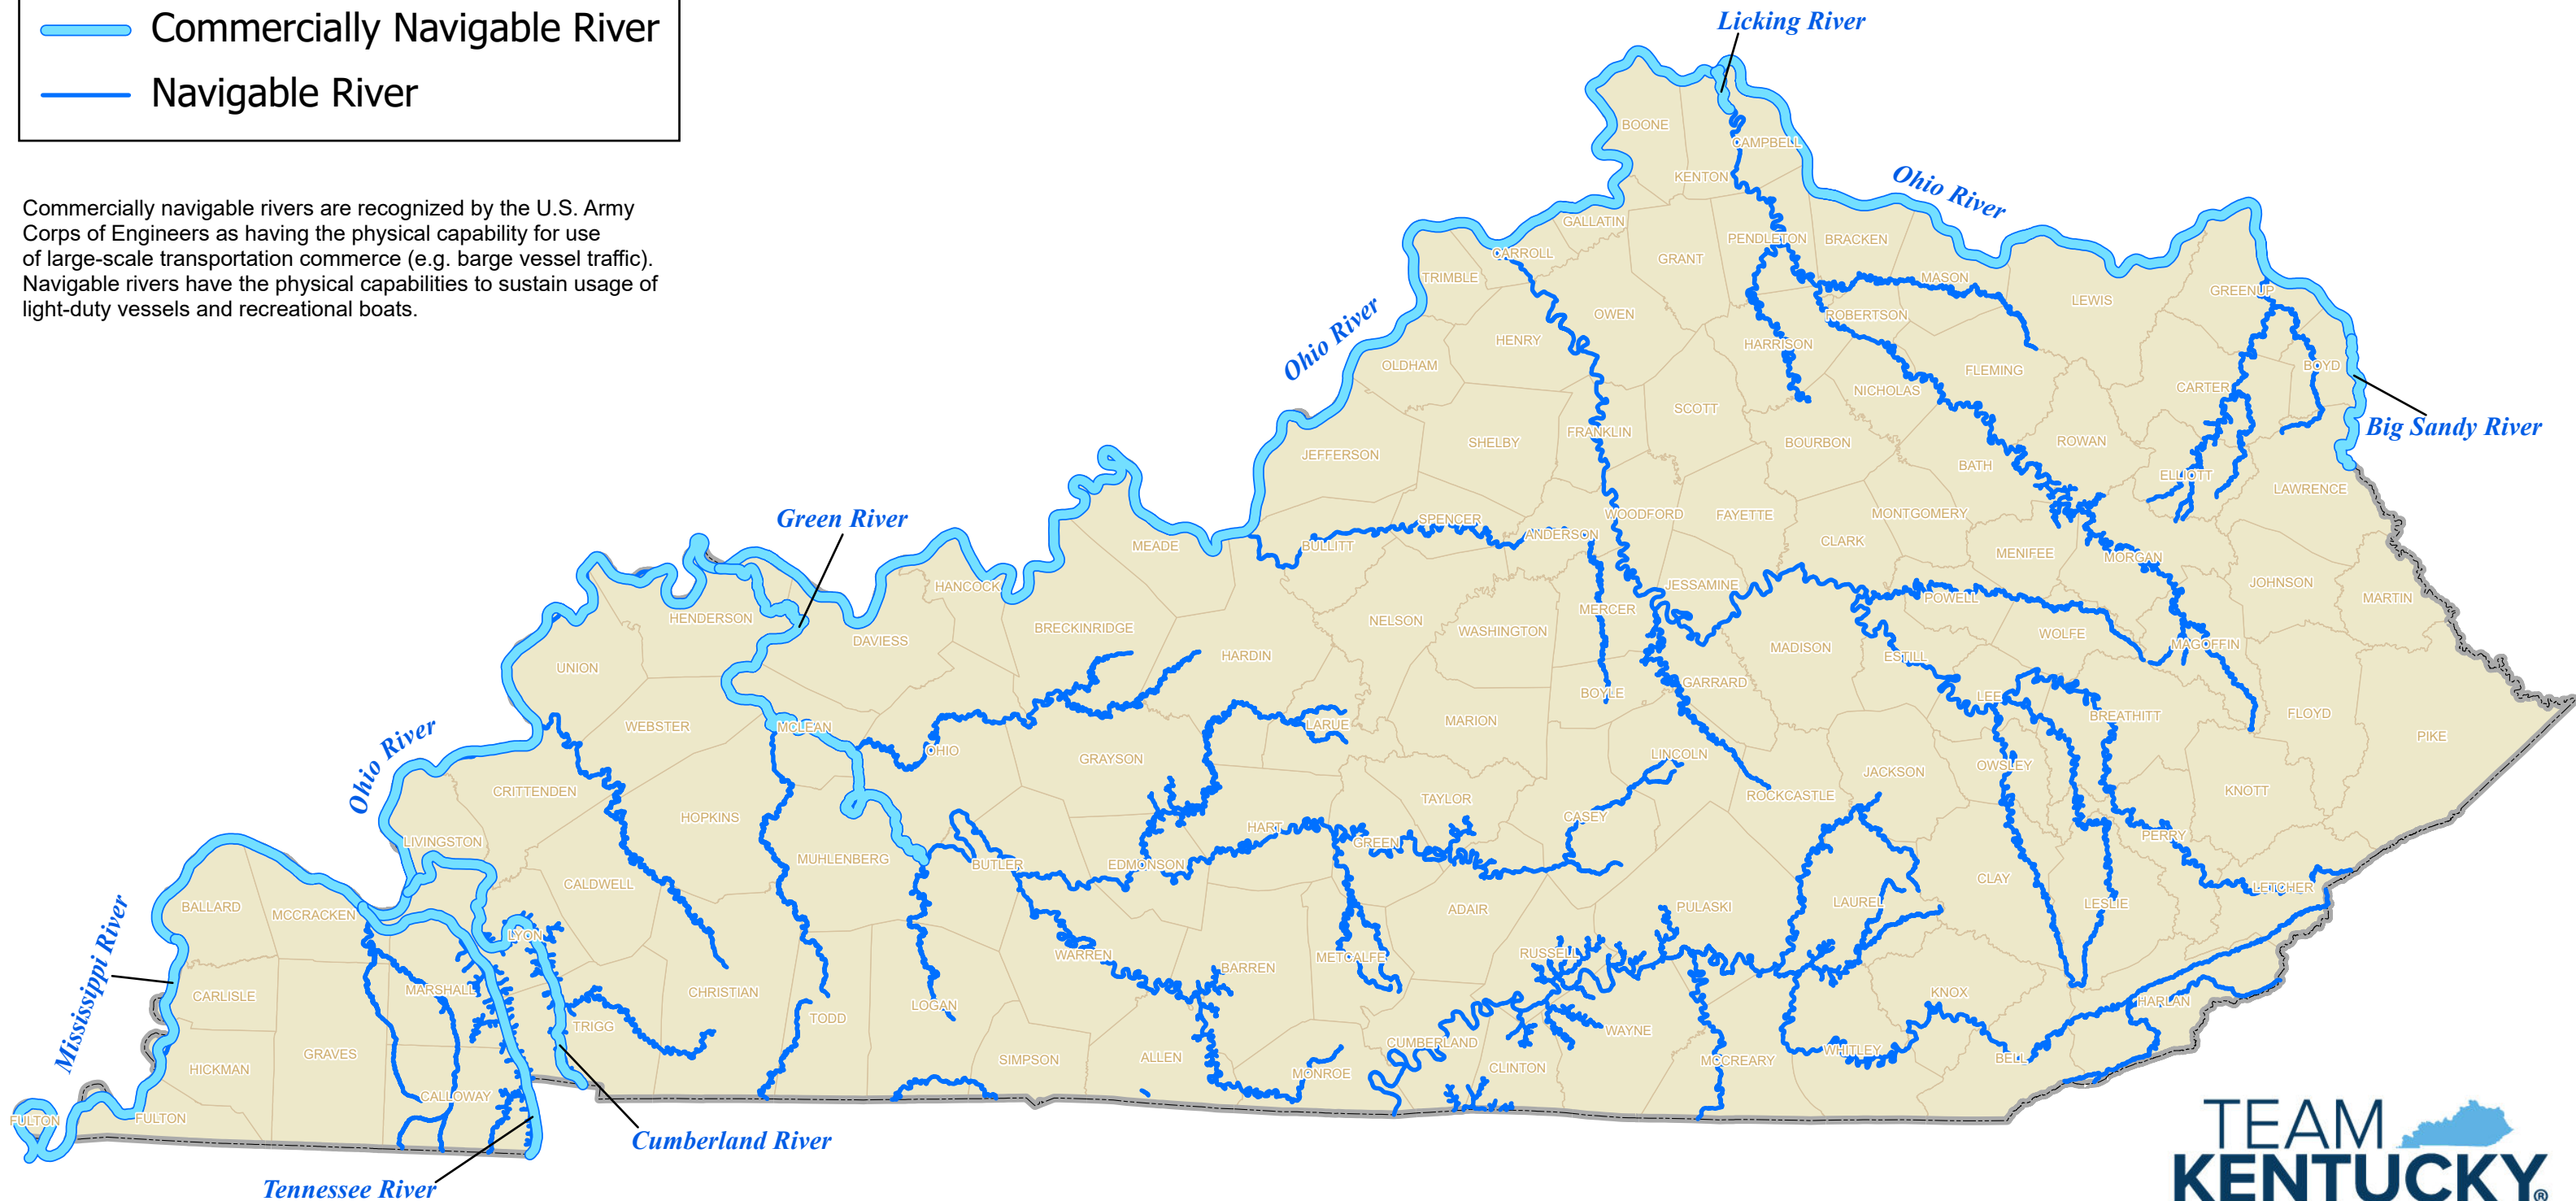 Commercially Navigable River
Navigable River
Commercially navigable rivers are recognized by the U.S. Army
Corps of Engineers as having the physical capability for use
of large-scale transportation commerce (e.g. barge vessel traffic).
Navigable rivers have the physical capabilities to sustain usage of
light-duty vessels and recreational boats.
Licking River
Ohio River
Ohio River
Big Sandy River
Green River
Ohio River
Mississippi River
Cumberland River
Tennessee River
BOONE
CAMPBELL
KENTON
GALLATIN
CARROLL
GRANT
PENDLETON
BRACKEN
MASON
TRIMBLE
LEWIS
GREENUP
OWEN
ROBERTSON
HENRY
HARRISON
OLDHAM
FLEMING
BOYD
NICHOLAS
CARTER
SCOTT
FRANKLIN
SHELBY
BOURBON
ROWAN
JEFFERSON
BATH
ELLIOTT
LAWRENCE
SPENCER
WOODFORD
FAYETTE
MONTGOMERY
ANDERSON
CLARK
MEADE
BULLITT
MENIFEE
MORGAN
HANCOCK
JESSAMINE
JOHNSON
POWELL
MARTIN
HENDERSON
MERCER
NELSON
WASHINGTON
BRECKINRIDGE
DAVIESS
WOLFE
MAGOFFIN
MADISON
HARDIN
ESTILL
UNION
GARRARD
BOYLE
LEE
FLOYD
BREATHITT
WEBSTER
MCLEAN
LARUE
MARION
PIKE
OHIO
LINCOLN
GRAYSON
OWSLEY
JACKSON
CRITTENDEN
KNOTT
ROCKCASTLE
TAYLOR
HOPKINS
CASEY
HART
PERRY
LIVINGSTON
GREEN
MUHLENBERG
BUTLER
EDMONSON
CLAY
CALDWELL
LETCHER
LAUREL
LESLIE
BALLARD
MCCRACKEN
PULASKI
ADAIR
LYON
WARREN
RUSSELL
METCALFE
BARREN
MARSHALL
CHRISTIAN
KNOX
CARLISLE
HARLAN
LOGAN
TODD
TRIGG
WAYNE
CUMBERLAND
WHITLEY
GRAVES
ALLEN
SIMPSON
BELL
MCCREARY
HICKMAN
CLINTON
MONROE
CALLOWAY
FULTON
FULTON
TEAM
KENTUCKY®